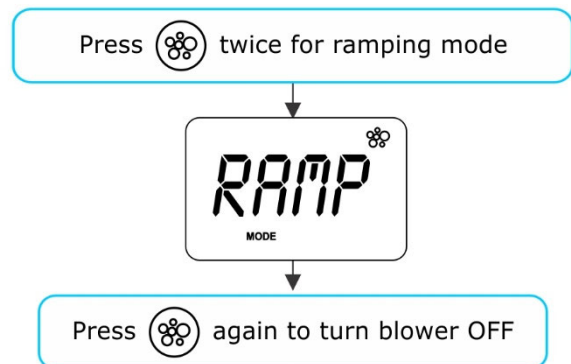 Press twice for ramping mode
RAMP
MODE
Press again to turn blower OFF